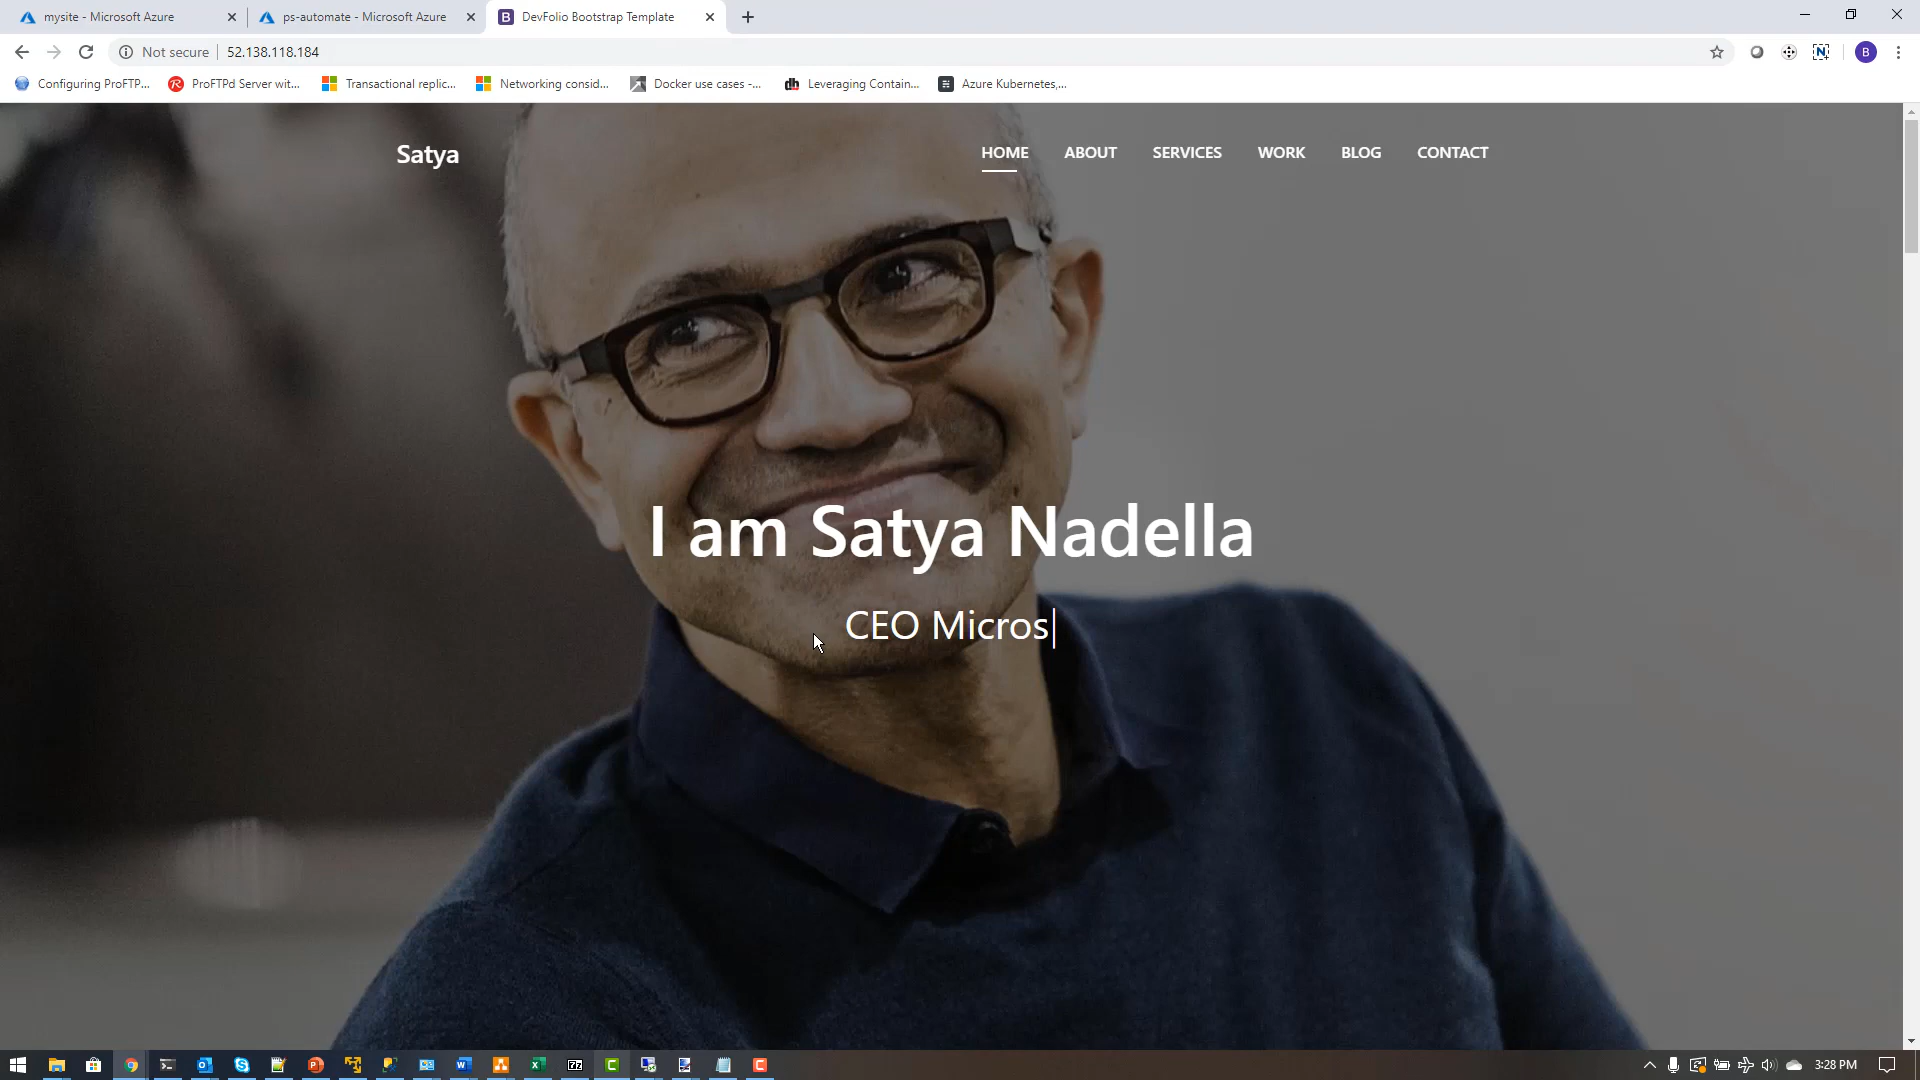 mysite - Microsoft Azure
ps-automate - Microsoft Azure
B DevFolio Bootstrap Template
Not secure 52.138.118.184 B
Configuring ProFTP... ProFTPd Server wit... Transactional replic... Networking consid... Docker use cases -... Leveraging Contain... Azure Kubernetes,...
Satya
HOME ABOUT SERVICES WORK BLOG CONTACT
I am Satya Nadella
CEO Micros
3:28 PM